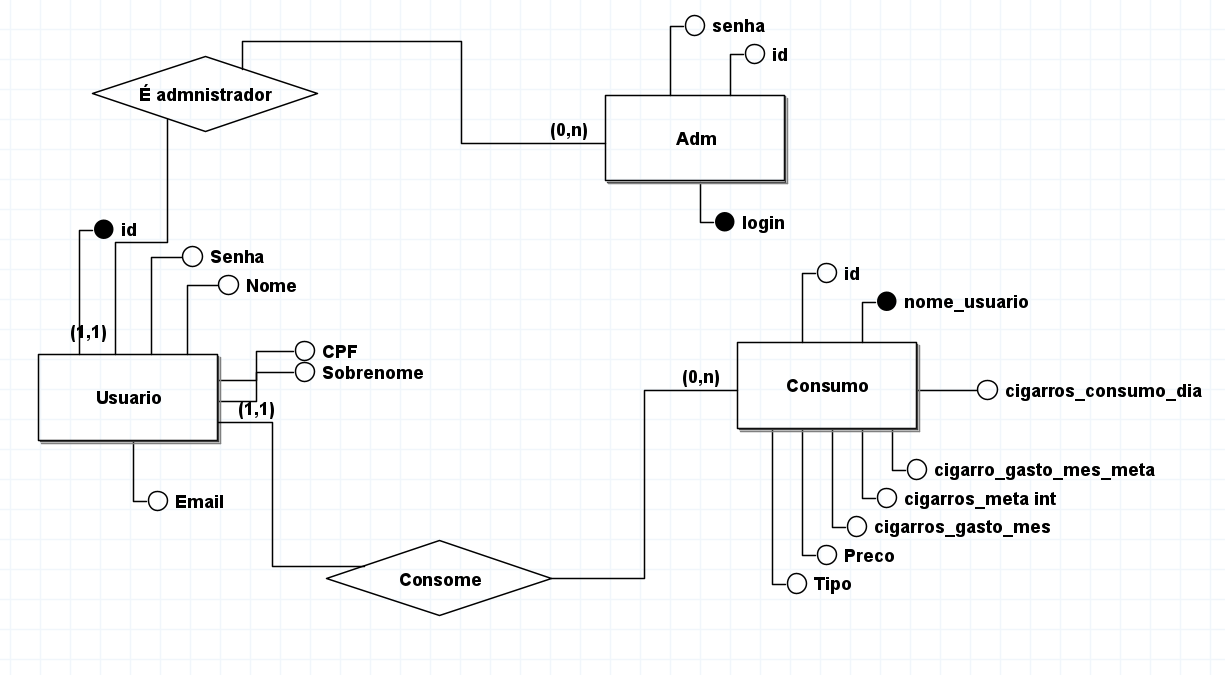 senha
id
É admnistrador
(0,n)
Adm
login
id
Senha
Nome
(1,1)
CPF
Sobrenome
Usuario
(1,1)
Email
id
nome_usuario
(0,n)
Consumo
cigarros_consumo_dia
cigarro_gasto_mes_meta
cigarros_meta int
cigarros_gasto_mes
Preco
Tipo
Consome